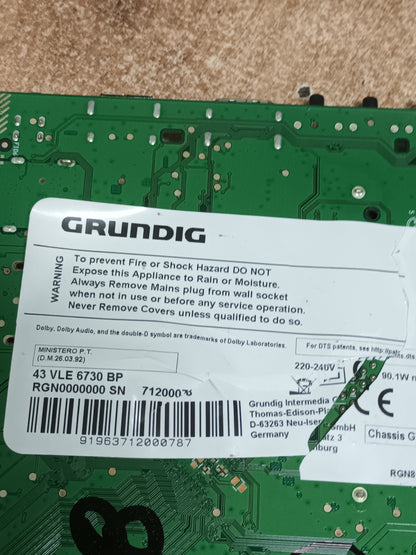 GRUNDIG
WARNING
To prevent Fire or Shock Hazard DO NOT
Expose this Appliance to Rain or Moisture.
Always Remove Mains plug from wall socket
when not in use or before any service operation.
Never Remove Covers unless qualified to do so.
Dolby, Dolby Audio, and the double-D symbol are trademarks of Dolby Laboratories.
For DTS patents, see
MINISTERO P.T.
(D.M.26.03.92)
220-240V
90.1W
43 VLE 6730 BP
RGN0000000 SN
Grundig Intermedia
Thomas-Edison-Pl
D-63263 Neu-Isen
Germany
Chassis G
91963712000787